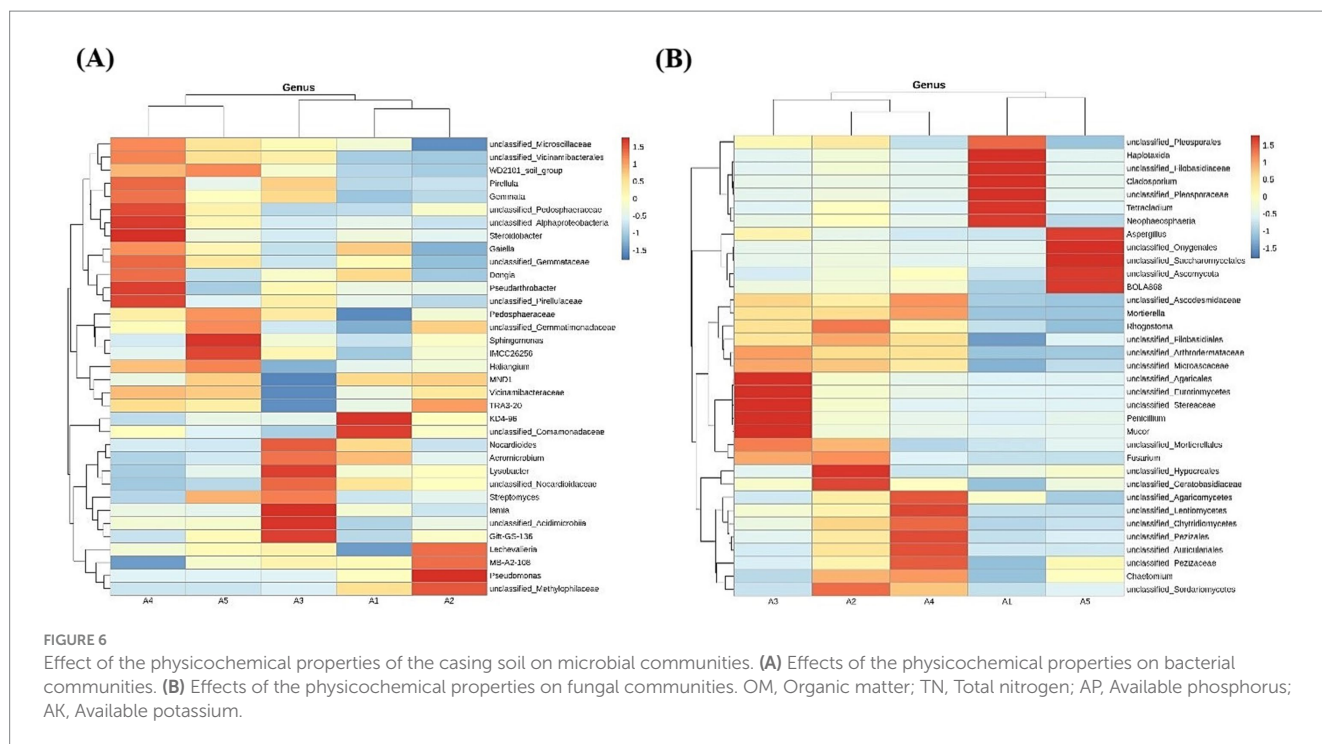 (A)
Genus
unclassified_Microscillaceae
unclassified_Vicinamibacterales
WD2101_soil_group
Pirellula
Gemmata
unclassified_Pedosphaeraceae
unclassified_Alphaproteobacteria
Steroidobacter
Gaiella
unclassified_Gemmataceae
Dongia
Pseudarthrobacter
unclassified_Pirellulaceae
Pedosphaeraceae
unclassified_Gemmatimonadaceae
Sphingomonas
IMCC26256
Haliangium
MND1
Vicinamibacteraceae
TRA3-20
KD4-96
unclassified_Comamonadaceae
Nocardioides
Aeromicrobium
Lysobacter
unclassified_Nocardioidaceae
Streptomyces
Iamia
unclassified_Acidimicrobiia
Gitt-GS-136
Lechevalieria
MB-A2-108
Pseudomonas
unclassified_Methylophilaceae
A4 A5 A3 A1 A2
1.5
1
0.5
0
-0.5
-1
-1.5
(B)
Genus
unclassified_Pleosporales
Haplotaxida
unclassified_Filobasidiaceae
Cladosporium
unclassified_Pleosporaceae
Tetracladium
Neophaeosphaeria
Aspergillus
unclassified_Onygenales
unclassified_Saccharomycetales
unclassified_Ascomycota
BOLA868
unclassified_Ascodesmidaceae
Mortierella
Rhogostoma
unclassified_Filobasidiales
unclassified_Arthrodermataceae
unclassified_Microascaceae
unclassified_Agaricales
unclassified_Eurotiomycetes
unclassified_Stereaceae
Penicillium
Mucor
unclassified_Mortierellales
Fusarium
unclassified_Hypocreales
unclassified_Ceratobasidiaceae
unclassified_Agaricomycetes
unclassified_Leotiomycetes
unclassified_Chytridiomycetes
unclassified_Pezizales
unclassified_Auriculariales
unclassified_Pezizaceae
Chaetomium
unclassified_Sordariomycetes
A3 A2 A4 A1 A5
1.5
1
0.5
0
-0.5
-1
-1.5
FIGURE 6
Effect of the physicochemical properties of the casing soil on microbial communities. (A) Effects of the physicochemical properties on bacterial
communities. (B) Effects of the physicochemical properties on fungal communities. OM, Organic matter; TN, Total nitrogen; AP, Available phosphorus;
AK, Available potassium.